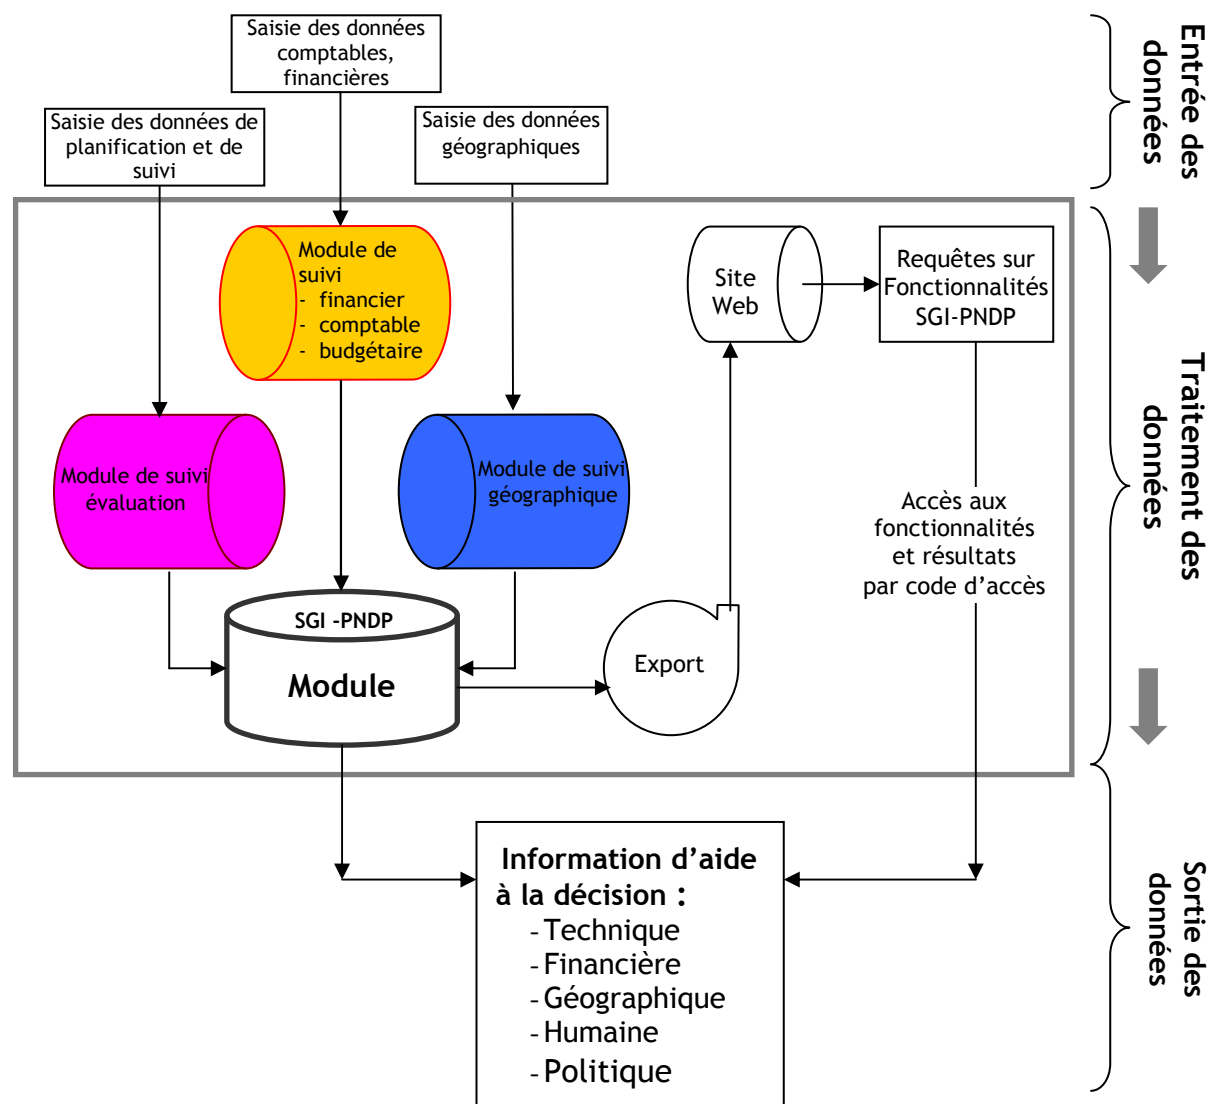 Saisie des données
comptables,
financières
Saisie des données de
planification et de
suivi
Saisie des données
géographiques
Entrée des
données
Module de
suivi
- financier
- comptable
- budgétaire
Site
Web
Requêtes sur
Fonctionnalités
SGI-PNDP
Module de suivi
évaluation
Module de suivi
géographique
Traitement des
données
Accès aux
fonctionnalités
et résultats
par code d’accès
SGI -PNDP
Module
Export
Information d’aide
à la décision :
- Technique
- Financière
- Géographique
- Humaine
- Politique
Sortie des
données